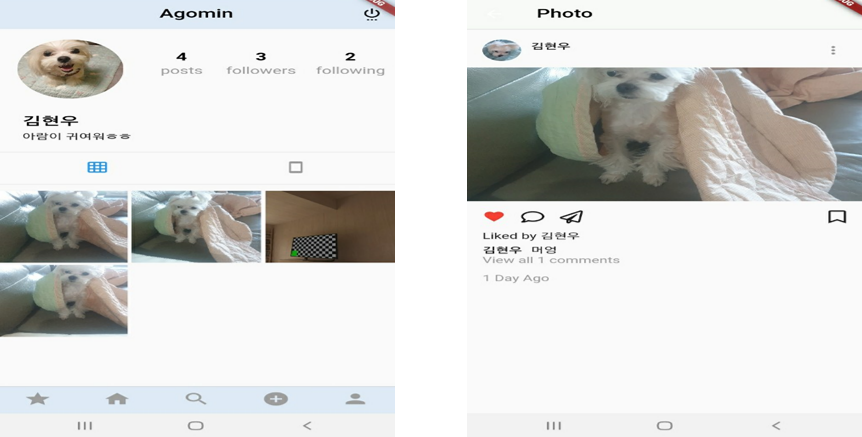 Agomin
4 3 2
posts followers following
김현우
아람이 귀여워ㅎㅎ
Photo
김현우
Liked by 김현우
김현우 머엉
View all 1 comments
1 Day Ago